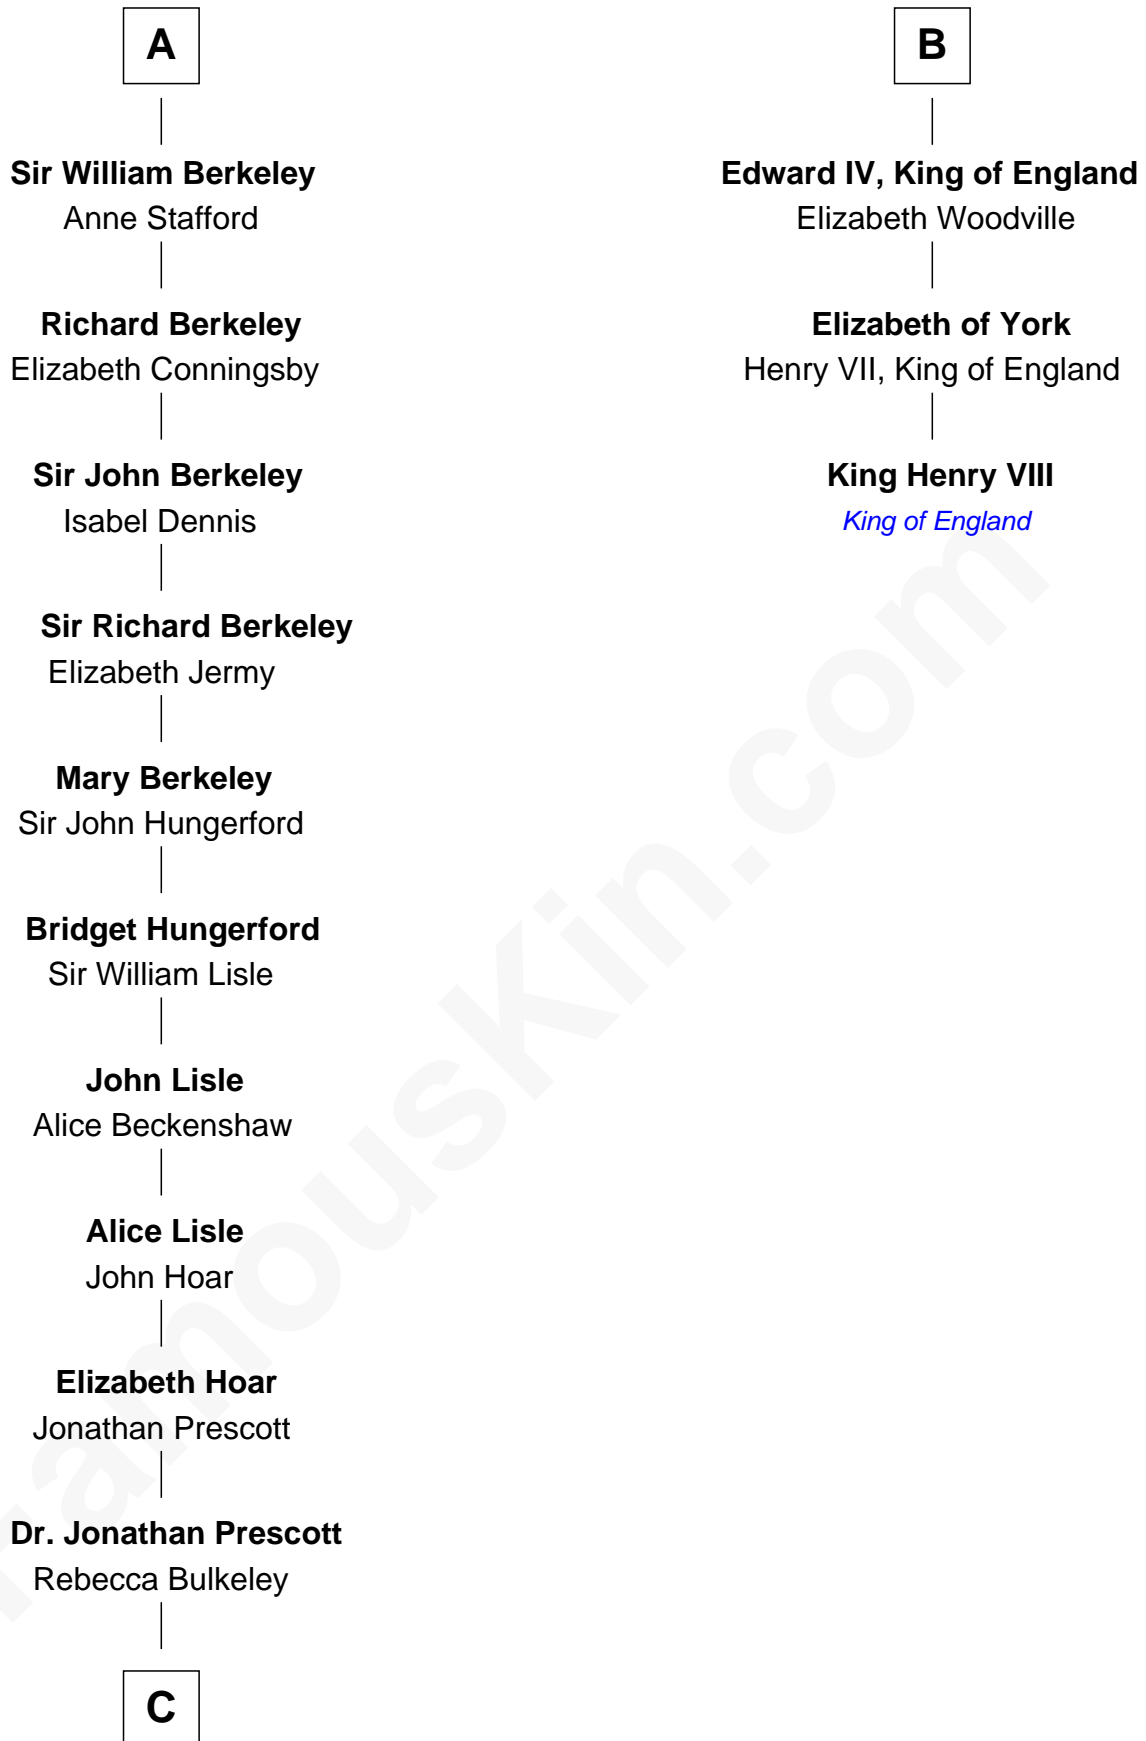 A
Sir William Berkeley
Anne Stafford
Richard Berkeley
Elizabeth Conningsby
Sir John Berkeley
Isabel Dennis
Sir Richard Berkeley
Elizabeth Jermy
Mary Berkeley
Sir John Hungerford
Bridget Hungerford
Sir William Lisle
John Lisle
Alice Beckenshaw
Alice Lisle
John Hoar
Elizabeth Hoar
Jonathan Prescott
Dr. Jonathan Prescott
Rebecca Bulkeley
C
B
Edward IV, King of England
Elizabeth Woodville
Elizabeth of York
Henry VII, King of England
King Henry VIII
King of England
FamousKin.com